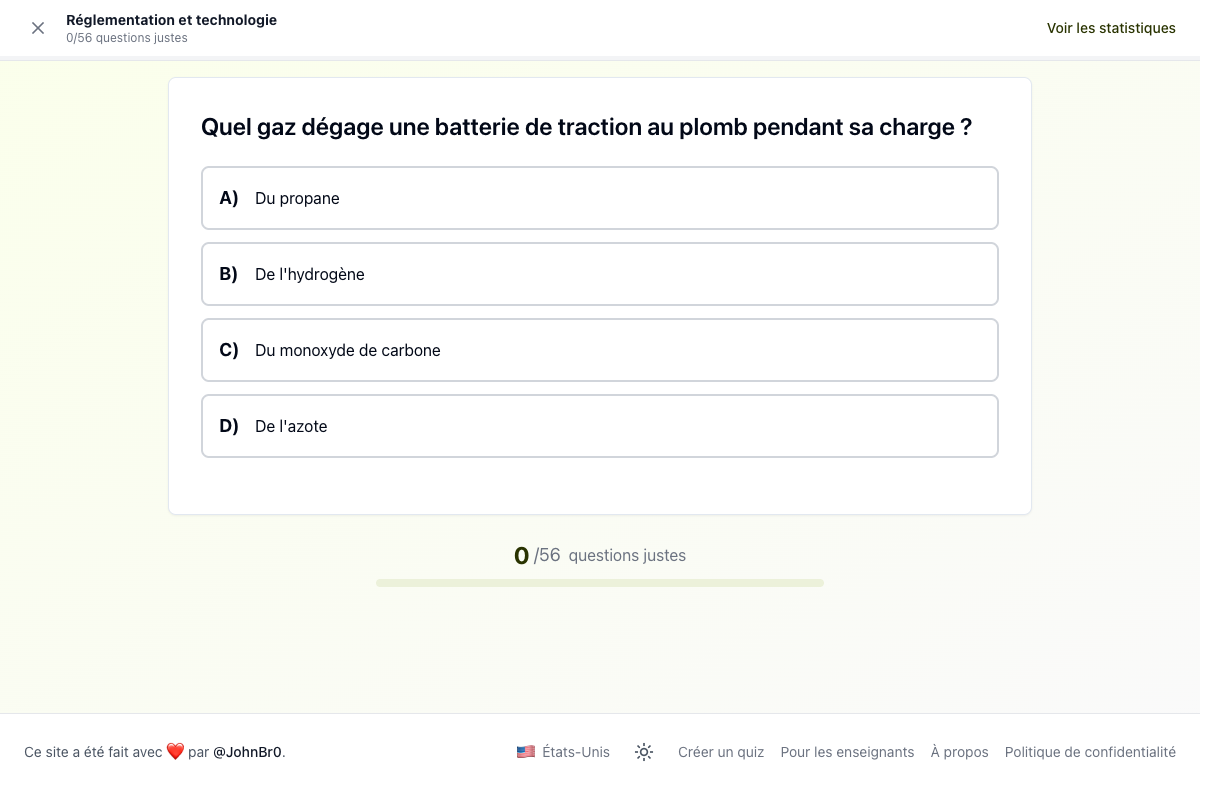 Réglementation et technologie
0/56 questions justes
Voir les statistiques
Quel gaz dégage une batterie de traction au plomb pendant sa charge ?
A) Du propane
B) De l'hydrogène
C) Du monoxyde de carbone
D) De l'azote
0 /56 questions justes
Ce site a été fait avec ❤️ par @JohnBr0.
🇺🇸 États-Unis
Créer un quiz
Pour les enseignants
À propos
Politique de confidentialité